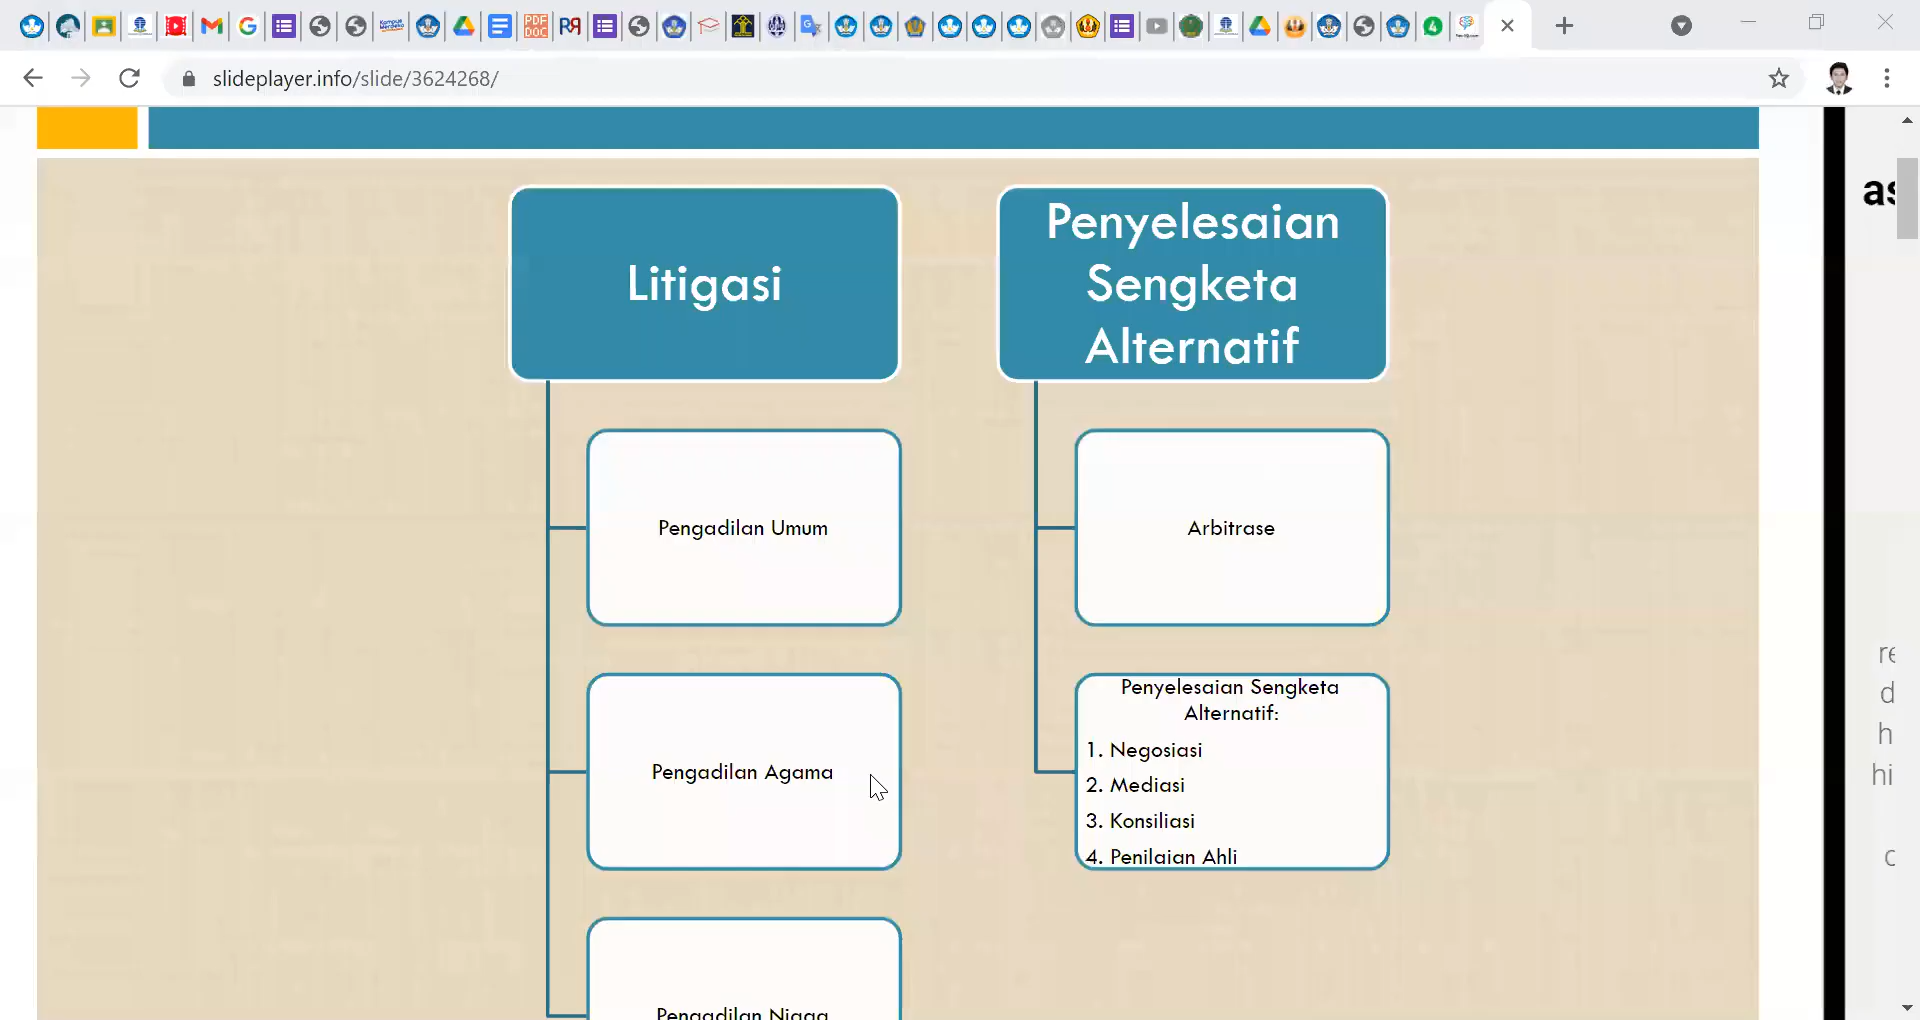 slideplayer.info/slide/3624268/
Litigasi
Penyelesaian
Sengketa
Alternatif
Pengadilan Umum
Arbitrase
Pengadilan Agama
Penyelesaian Sengketa
Alternatif:
1. Negosiasi
2. Mediasi
3. Konsiliasi
4. Penilaian Ahli
Pengadilan Niaga